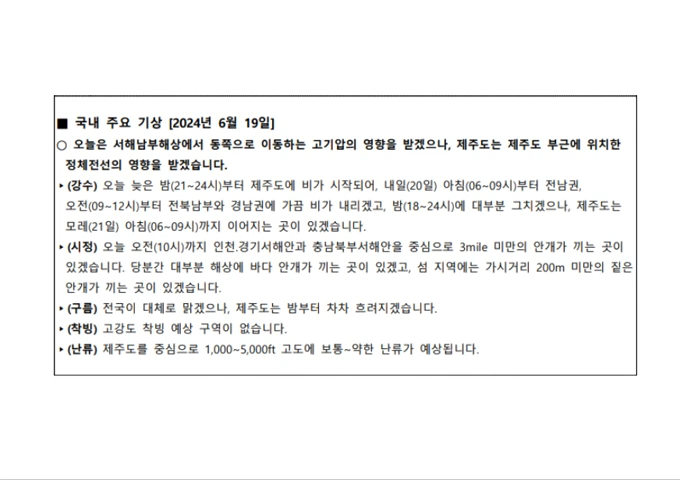 ■ 국내 주요 기상 [2024년 6월 19일]
○ 오늘은 서해남부해상에서 동쪽으로 이동하는 고기압의 영향을 받겠으나, 제주도는 제주도 부근에 위치한
정체전선의 영향을 받겠습니다.
▸ (강수) 오늘 늦은 밤(21~24시)부터 제주도에 비가 시작되어, 내일(20일) 아침(06~09시)부터 전남권,
오전(09~12시)부터 전북남부와 경남권에 가끔 비가 내리겠고, 밤(18~24시)에 대부분 그치겠으나, 제주도는
모레(21일) 아침(06~09시)까지 이어지는 곳이 있겠습니다.
▸ (시정) 오늘 오전(10시)까지 인천.경기서해안과 충남북부서해안을 중심으로 3mile 미만의 안개가 끼는 곳이
있겠습니다. 당분간 대부분 해상에 바다 안개가 끼는 곳이 있겠고, 섬 지역에는 가시거리 200m 미만의 짙은
안개가 끼는 곳이 있겠습니다.
▸ (구름) 전국이 대체로 맑겠으나, 제주도는 밤부터 차차 흐려지겠습니다.
▸ (착빙) 고강도 착빙 예상 구역이 없습니다.
▸ (난류) 제주도를 중심으로 1,000~5,000ft 고도에 보통~약한 난류가 예상됩니다.